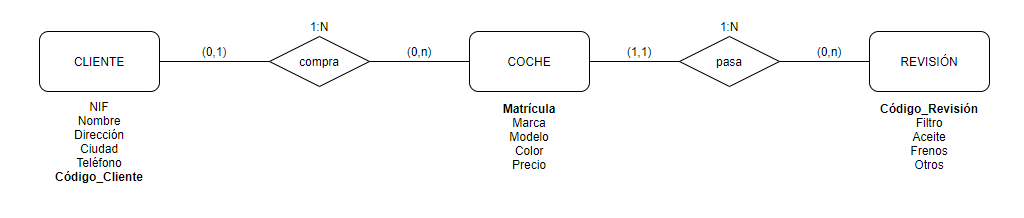 1:N
1:N
CLIENTE
(0,1)
compra
(0,n)
COCHE
(1,1)
pasa
(0,n)
REVISIÓN
NIF
Nombre
Dirección
Ciudad
Teléfono
Código_Cliente
Matrícula
Marca
Modelo
Color
Precio
Código_Revisión
Filtro
Aceite
Frenos
Otros